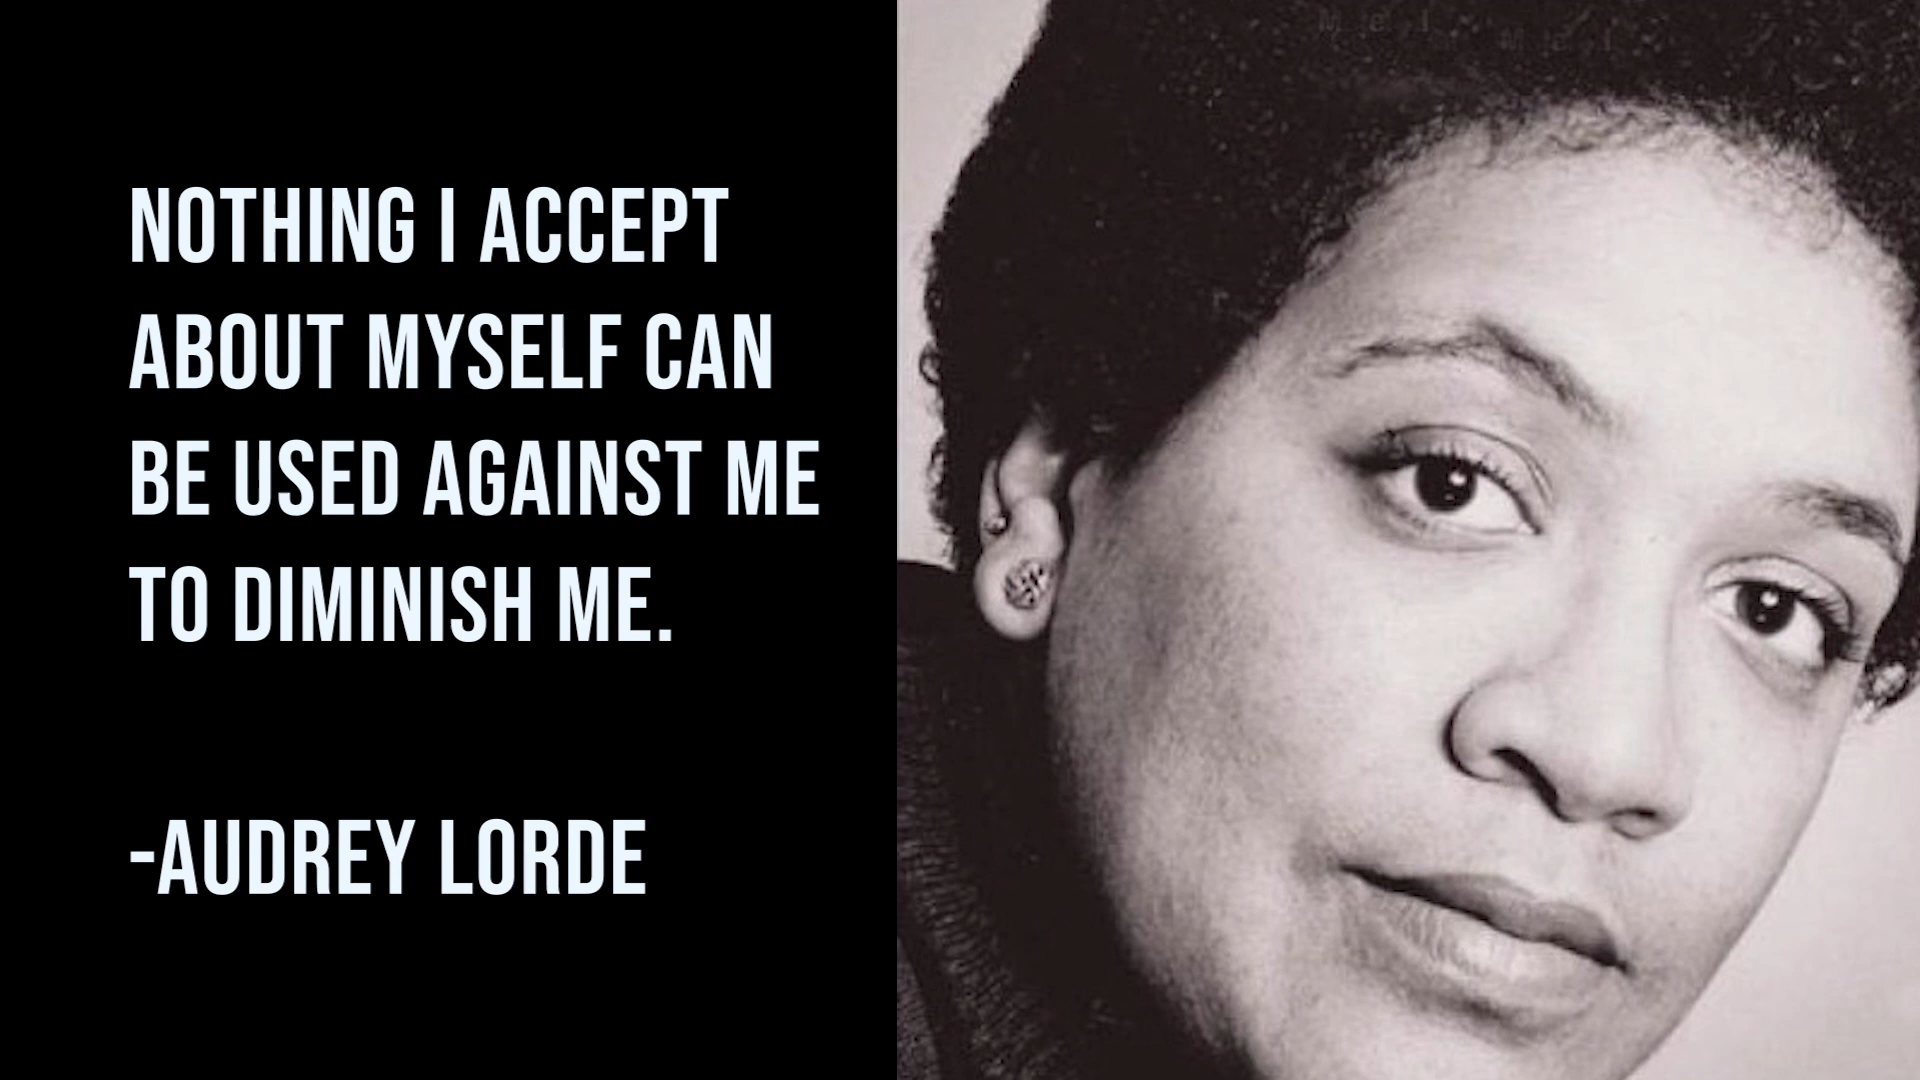 NOTHING I ACCEPT
ABOUT MYSELF CAN
BE USED AGAINST ME
TO DIMINISH ME.
-AUDREY LORDE